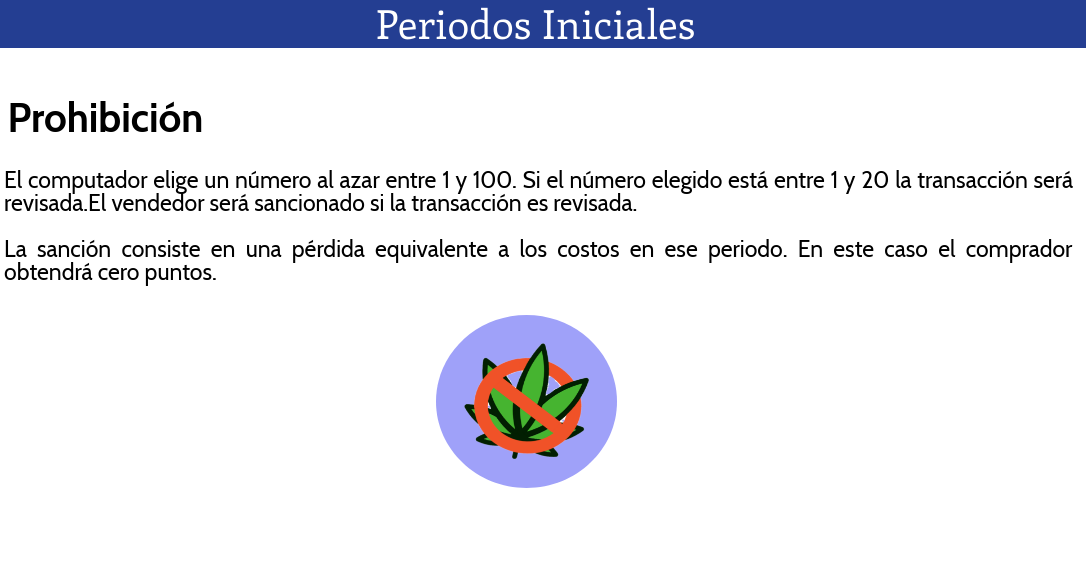 Periodos Iniciales
Prohibición
El computador elige un número al azar entre 1 y 100. Si el número elegido está entre 1 y 20 la transacción será
revisada.El vendedor será sancionado si la transacción es revisada.
La sanción consiste en una pérdida equivalente a los costos en ese periodo. En este caso el comprador
obtendrá cero puntos.